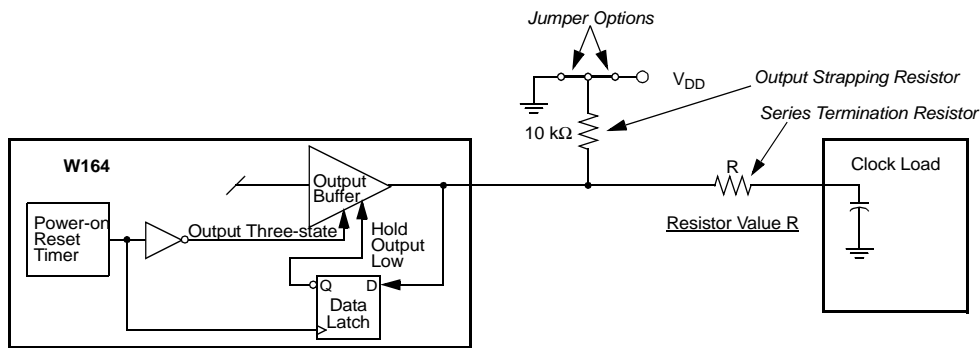 Jumper Options
V_DD
Output Strapping Resistor
Series Termination Resistor
10 kΩ
W164
R
Clock Load
Output
Buffer
Power-on
Reset
Timer
Output Three-state
Hold
Output
Low
Resistor Value R
Q
D
Data
Latch